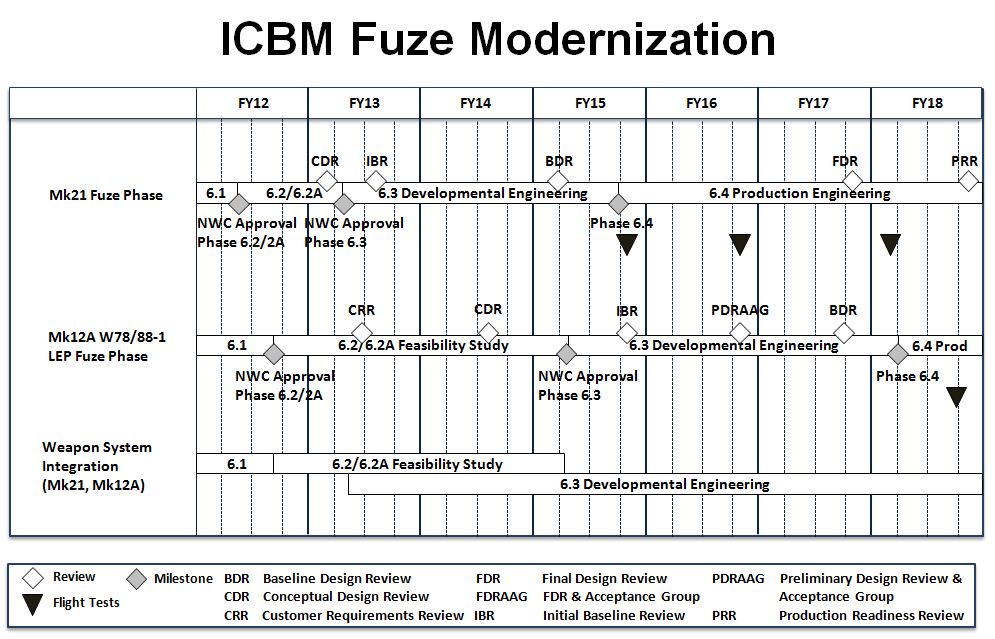 ICBM Fuze Modernization
FY12 FY13 FY14 FY15 FY16 FY17 FY18
CDR IBR BDR FDR PRR
Mk21 Fuze Phase
6.1 6.2/6.2A 6.3 Developmental Engineering 6.4 Production Engineering
NWC Approval NWC Approval Phase 6.4
Phase 6.2/2A Phase 6.3
CRR CDR IBR PDRAAG BDR
Mk12A W78/88-1
LEP Fuze Phase
6.1 6.2/6.2A Feasibility Study 6.3 Developmental Engineering 6.4 Prod
NWC Approval NWC Approval Phase 6.4
Phase 6.2/2A Phase 6.3
Weapon System
Integration
(Mk21, Mk12A)
6.1 6.2/6.2A Feasibility Study
6.3 Developmental Engineering
Review Milestone BDR Baseline Design Review FDR Final Design Review PDRAAG Preliminary Design Review &
CDR Conceptual Design Review FDRAAG FDR & Acceptance Group Acceptance Group
Flight Tests CRR Customer Requirements Review IBR Initial Baseline Review PRR Production Readiness Review